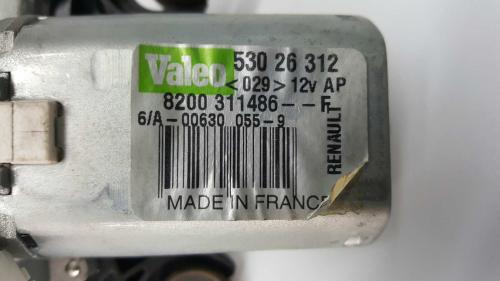 Valeo 530 26 312
<029> 12v AP
8200 311486--F
6/A-00630 055-9
RENAULT
MADE IN FRANCE